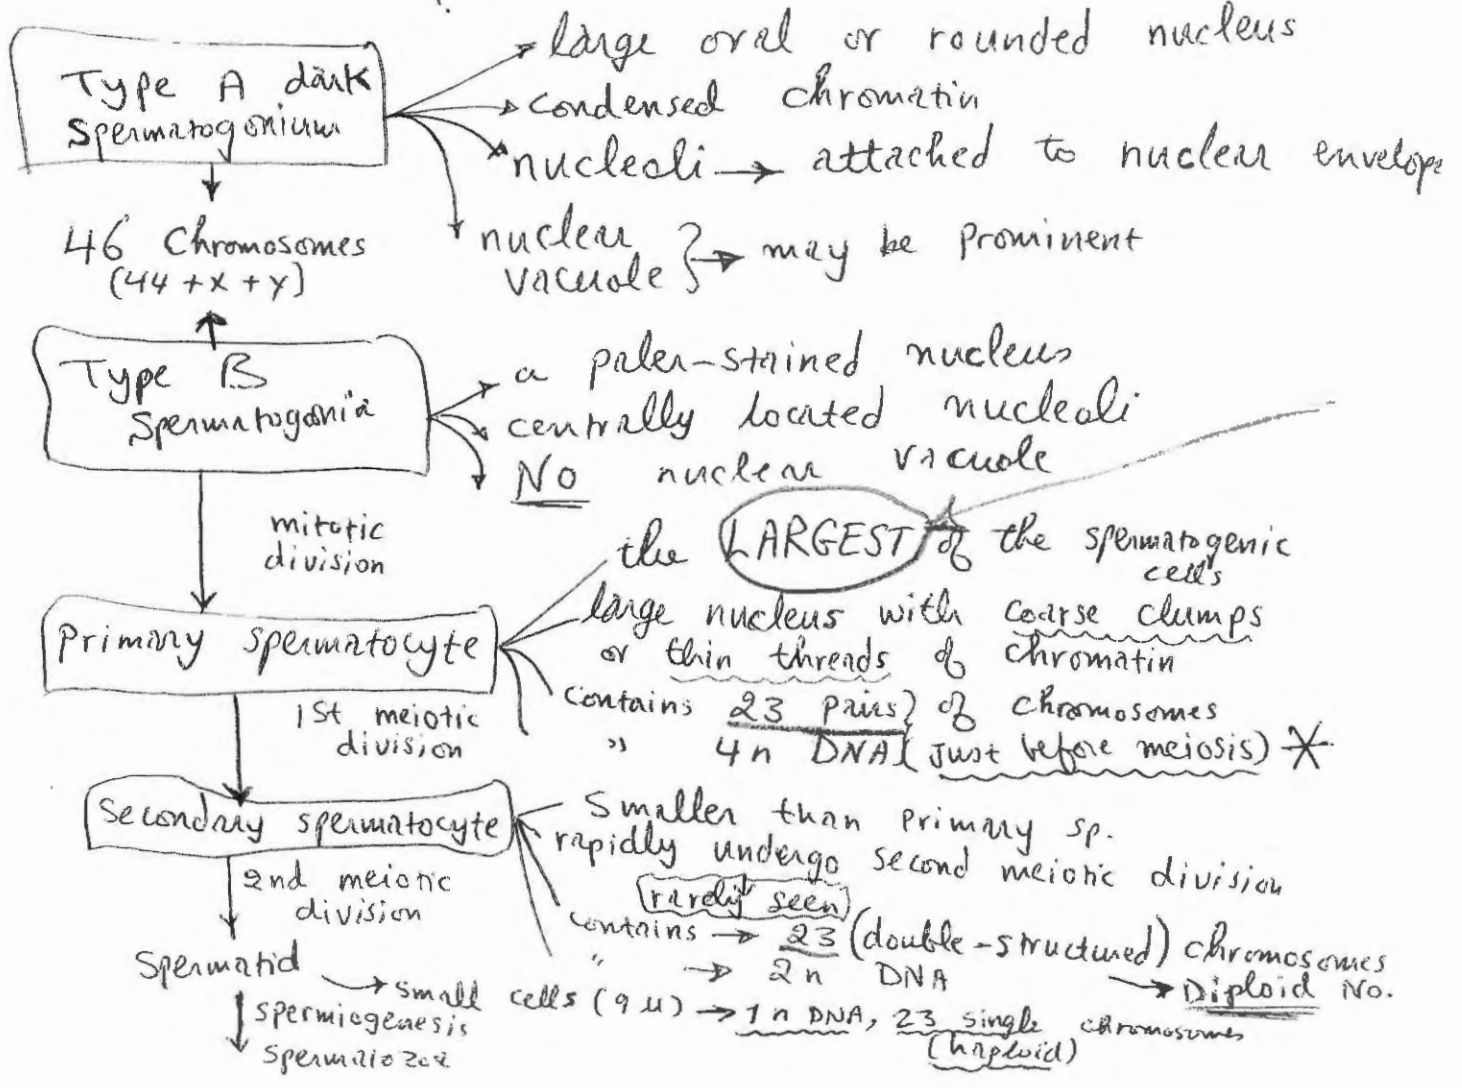 Type A dark
spermatogonium
large oval or rounded nucleus
condensed chromatin
nucleoli → attached to nuclear envelope
nuclear
vacuole } → may be prominent
46 Chromosomes
(44 + X + Y)
Type B
spermatogonia
a paler-stained nucleus
centrally located nucleoli
No nuclear vacuole
mitotic
division
the LARGEST of the spermatogenic
cells
Primary spermatocyte
large nucleus with coarse clumps
or thin threads of chromatin
contains 23 pairs} of chromosomes
" 4n DNA (just before meiosis) *
1st meiotic
division
Secondary spermatocyte
Smaller than primary sp.
rapidly undergo second meiotic division
(rarely seen)
contains → 23 (double-structured) chromosomes
" → 2n DNA → Diploid No.
2nd meiotic
division
Spermatid
→ small cells (9 u) → 1n DNA, 23 single chromosomes
(haploid)
spermiogenesis
spermatozoa